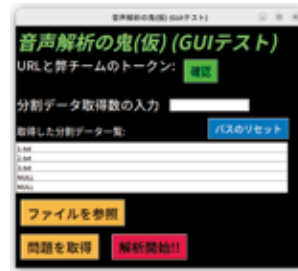 音声解析の鬼(仮) (GUIテスト)
音声解析の鬼(仮) (GUIテスト)
URLと弊チームのトークン: 確認
分割データ取得数の入力
取得した分割データ一覧: パスのリセット
1.txt
2.txt
3.txt
NULL
NULL
ファイルを参照
問題を取得 解析開始!!